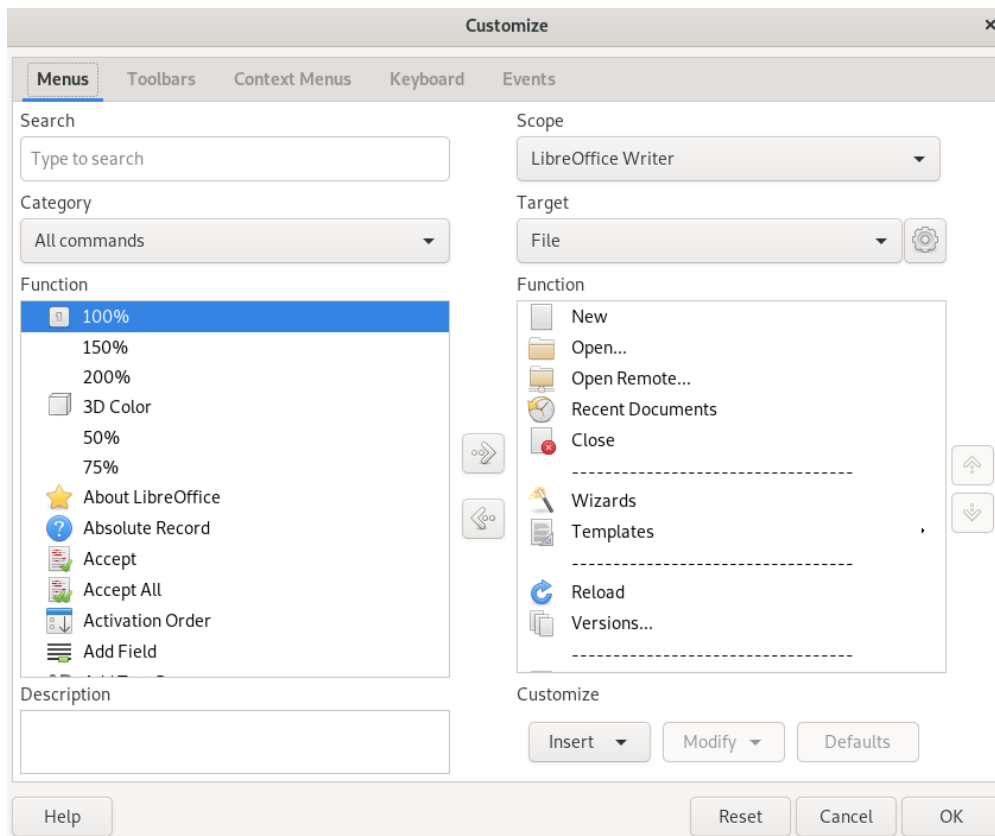 Customize ×
Menus Toolbars Context Menus Keyboard Events
Search
Type to search
Category
All commands
Function
100%
150%
200%
3D Color
50%
75%
About LibreOffice
Absolute Record
Accept
Accept All
Activation Order
Add Field
Description
Scope
LibreOffice Writer
Target
File
Function
New
Open...
Open Remote...
Recent Documents
Close
----------------------------------
Wizards
Templates
----------------------------------
Reload
Versions...
----------------------------------
Customize
Insert Modify Defaults
Help Reset Cancel OK